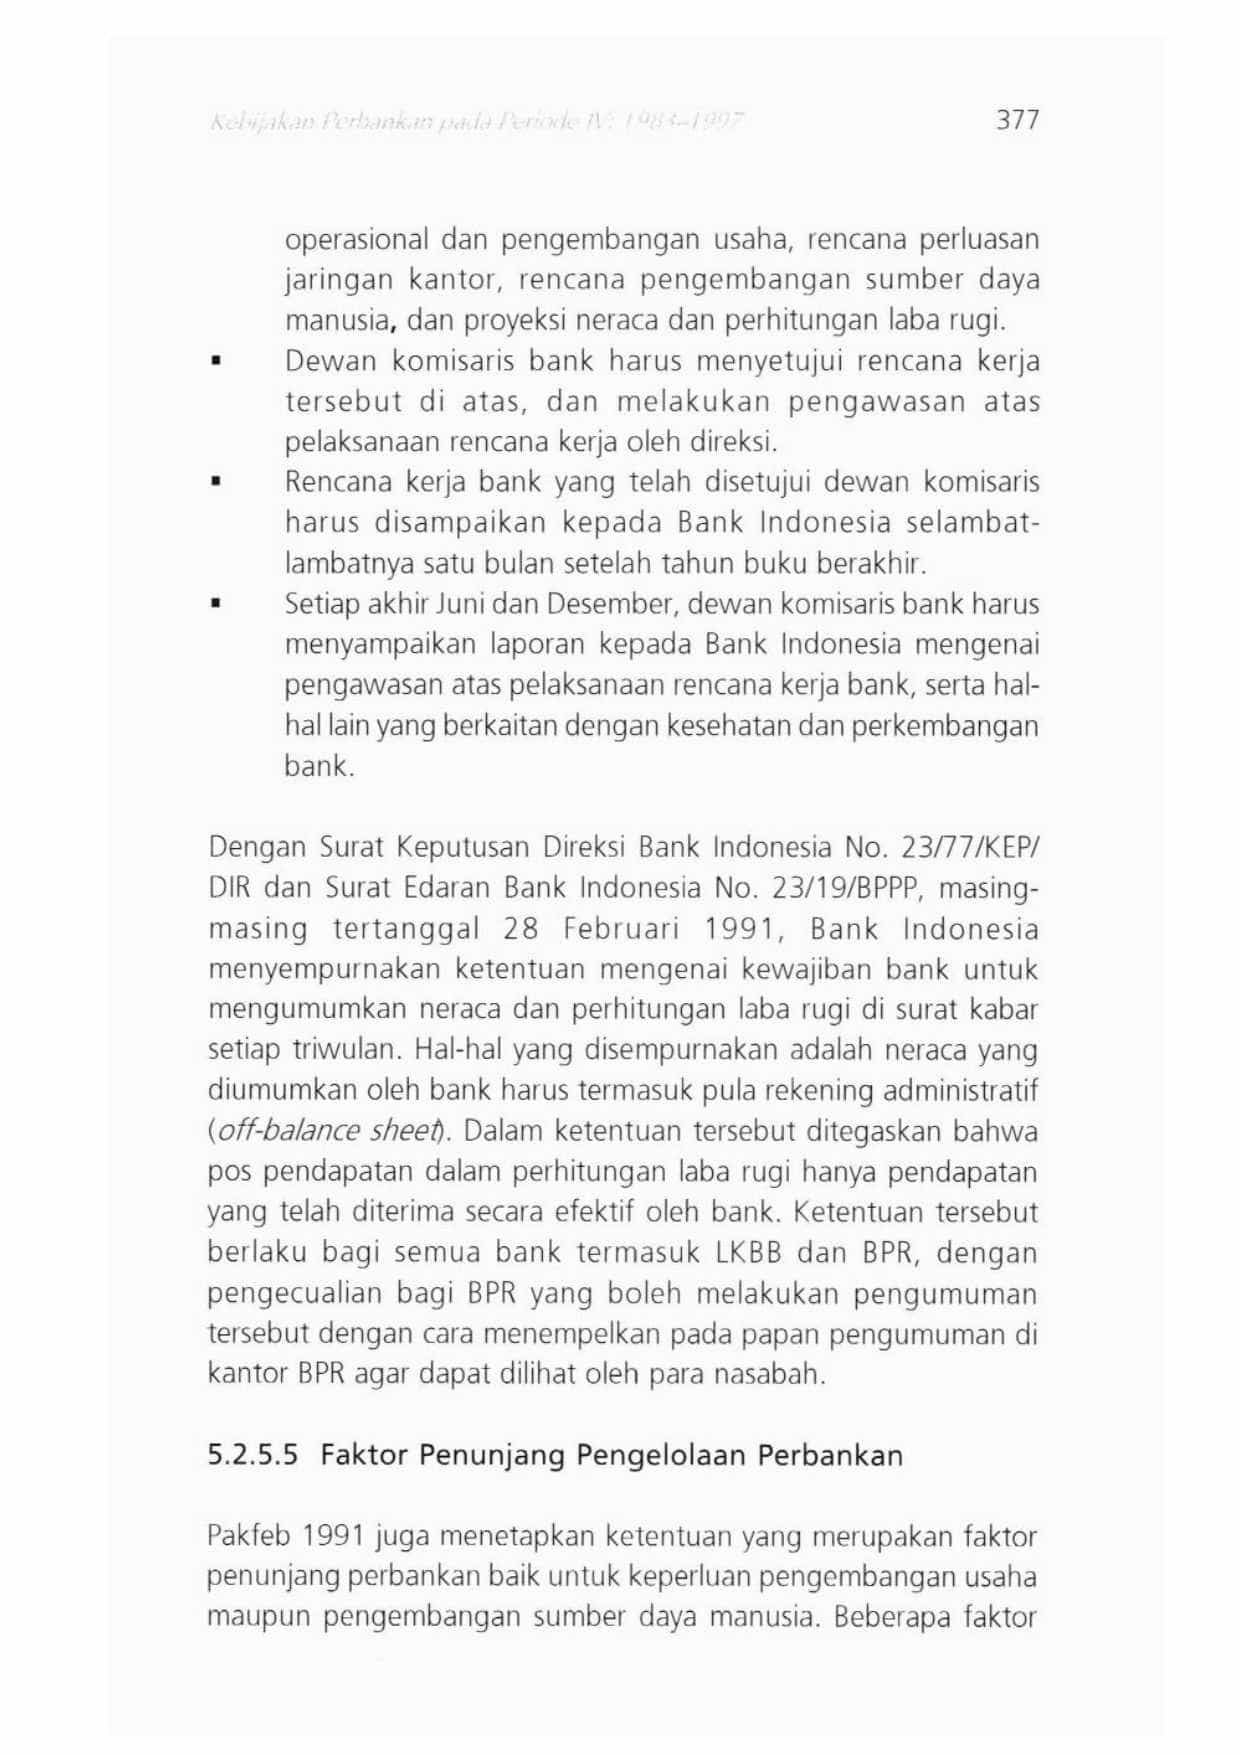 Kebijakan Perbankan pada Periode IV: 1983–1997 377
operasional dan pengembangan usaha, rencana perluasan
jaringan kantor, rencana pengembangan sumber daya
manusia, dan proyeksi neraca dan perhitungan laba rugi.
▪ Dewan komisaris bank harus menyetujui rencana kerja
tersebut di atas, dan melakukan pengawasan atas
pelaksanaan rencana kerja oleh direksi.
▪ Rencana kerja bank yang telah disetujui dewan komisaris
harus disampaikan kepada Bank Indonesia selambat-
lambatnya satu bulan setelah tahun buku berakhir.
▪ Setiap akhir Juni dan Desember, dewan komisaris bank harus
menyampaikan laporan kepada Bank Indonesia mengenai
pengawasan atas pelaksanaan rencana kerja bank, serta hal-
hal lain yang berkaitan dengan kesehatan dan perkembangan
bank.
Dengan Surat Keputusan Direksi Bank Indonesia No. 23/77/KEP/
DIR dan Surat Edaran Bank Indonesia No. 23/19/BPPP, masing-
masing tertanggal 28 Februari 1991, Bank Indonesia
menyempurnakan ketentuan mengenai kewajiban bank untuk
mengumumkan neraca dan perhitungan laba rugi di surat kabar
setiap triwulan. Hal-hal yang disempurnakan adalah neraca yang
diumumkan oleh bank harus termasuk pula rekening administratif
(off-balance sheet). Dalam ketentuan tersebut ditegaskan bahwa
pos pendapatan dalam perhitungan laba rugi hanya pendapatan
yang telah diterima secara efektif oleh bank. Ketentuan tersebut
berlaku bagi semua bank termasuk LKBB dan BPR, dengan
pengecualian bagi BPR yang boleh melakukan pengumuman
tersebut dengan cara menempelkan pada papan pengumuman di
kantor BPR agar dapat dilihat oleh para nasabah.
5.2.5.5 Faktor Penunjang Pengelolaan Perbankan
Pakfeb 1991 juga menetapkan ketentuan yang merupakan faktor
penunjang perbankan baik untuk keperluan pengembangan usaha
maupun pengembangan sumber daya manusia. Beberapa faktor